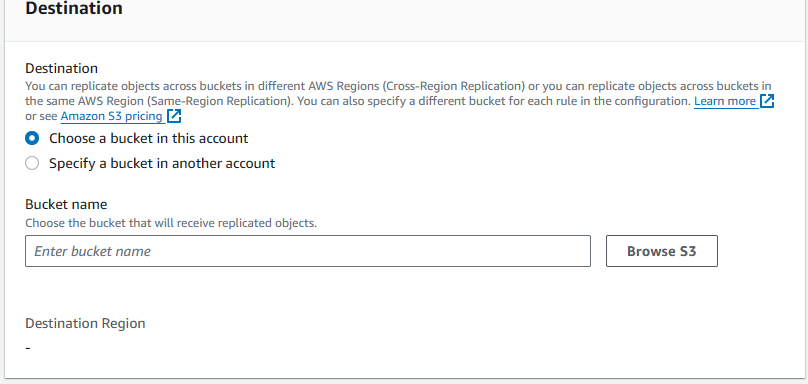 Destination
Destination
You can replicate objects across buckets in different AWS Regions (Cross-Region Replication) or you can replicate objects across buckets in
the same AWS Region (Same-Region Replication). You can also specify a different bucket for each rule in the configuration. Learn more
or see Amazon S3 pricing
Choose a bucket in this account
Specify a bucket in another account
Bucket name
Choose the bucket that will receive replicated objects.
Enter bucket name
Browse S3
Destination Region
-